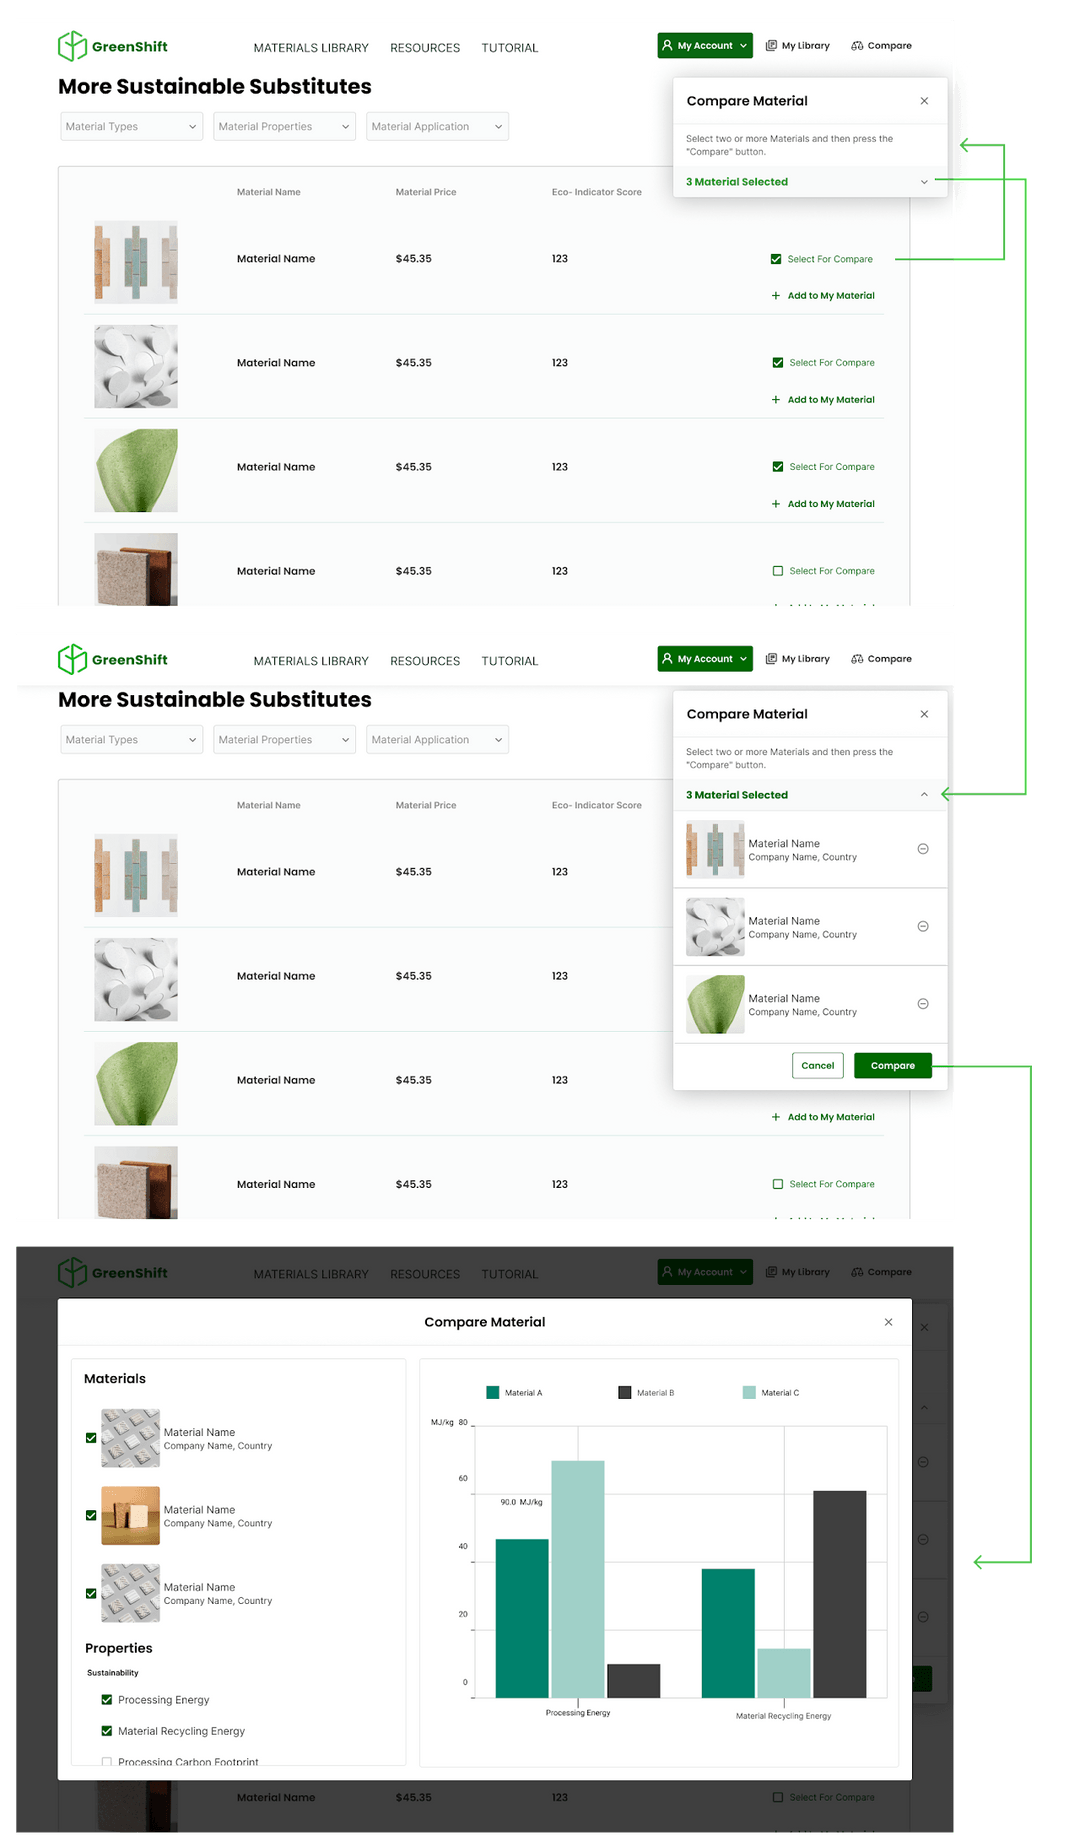 GreenShift
MATERIALS LIBRARY
RESOURCES
TUTORIAL
My Account
My Library
Compare
More Sustainable Substitutes
Material Types
Material Properties
Material Application
Compare Material
Select two or more Materials and then press the
"Compare" button.
3 Material Selected
Material Name
Material Price
Eco- Indicator Score
Material Name
$45.35
123
Select For Compare
+ Add to My Material
Material Name
$45.35
123
Select For Compare
+ Add to My Material
Material Name
$45.35
123
Select For Compare
+ Add to My Material
Material Name
$45.35
123
Select For Compare
+ Add to My Material
GreenShift
MATERIALS LIBRARY
RESOURCES
TUTORIAL
My Account
My Library
Compare
More Sustainable Substitutes
Material Types
Material Properties
Material Application
Compare Material
Select two or more Materials and then press the
"Compare" button.
3 Material Selected
Material Name
Company Name, Country
Material Name
Company Name, Country
Material Name
Company Name, Country
Cancel
Compare
Material Name
Material Price
Eco- Indicator Score
Material Name
$45.35
123
Material Name
$45.35
123
Material Name
$45.35
123
+ Add to My Material
Material Name
$45.35
123
Select For Compare
GreenShift
MATERIALS LIBRARY
RESOURCES
TUTORIAL
My Account
My Library
Compare
Compare Material
Materials
Material Name
Company Name, Country
Material Name
Company Name, Country
Material Name
Company Name, Country
Properties
Sustainability
Processing Energy
Material Recycling Energy
Processing Carbon Footprint
Material A
Material B
Material C
MJ/kg 80
60
90.0 MJ/kg
40
20
0
Processing Energy
Material Recycling Energy
Material Name
$45.35
123
Select For Compare